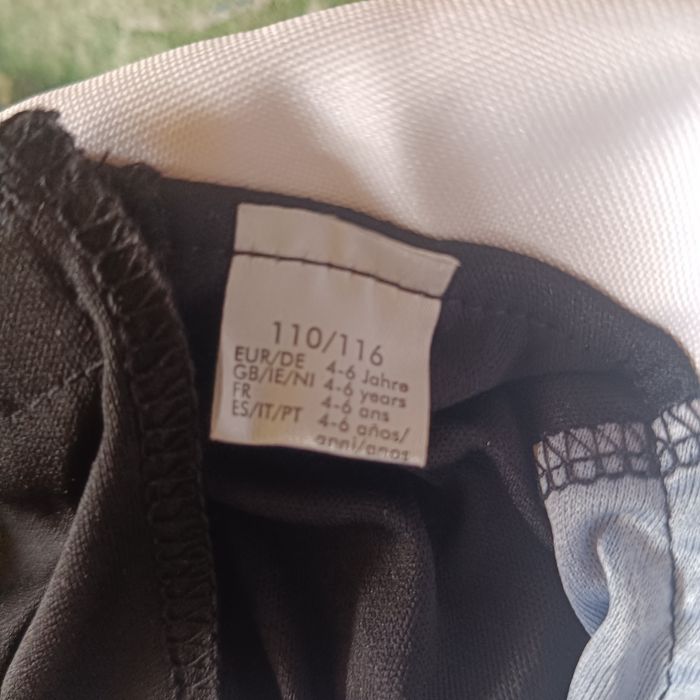 110/116
EUR/DE 4-6 Jahre
GB/IE/NI 4-6 years
FR 4-6 ans
ES/IT/PT 4-6 años/
anni/anos